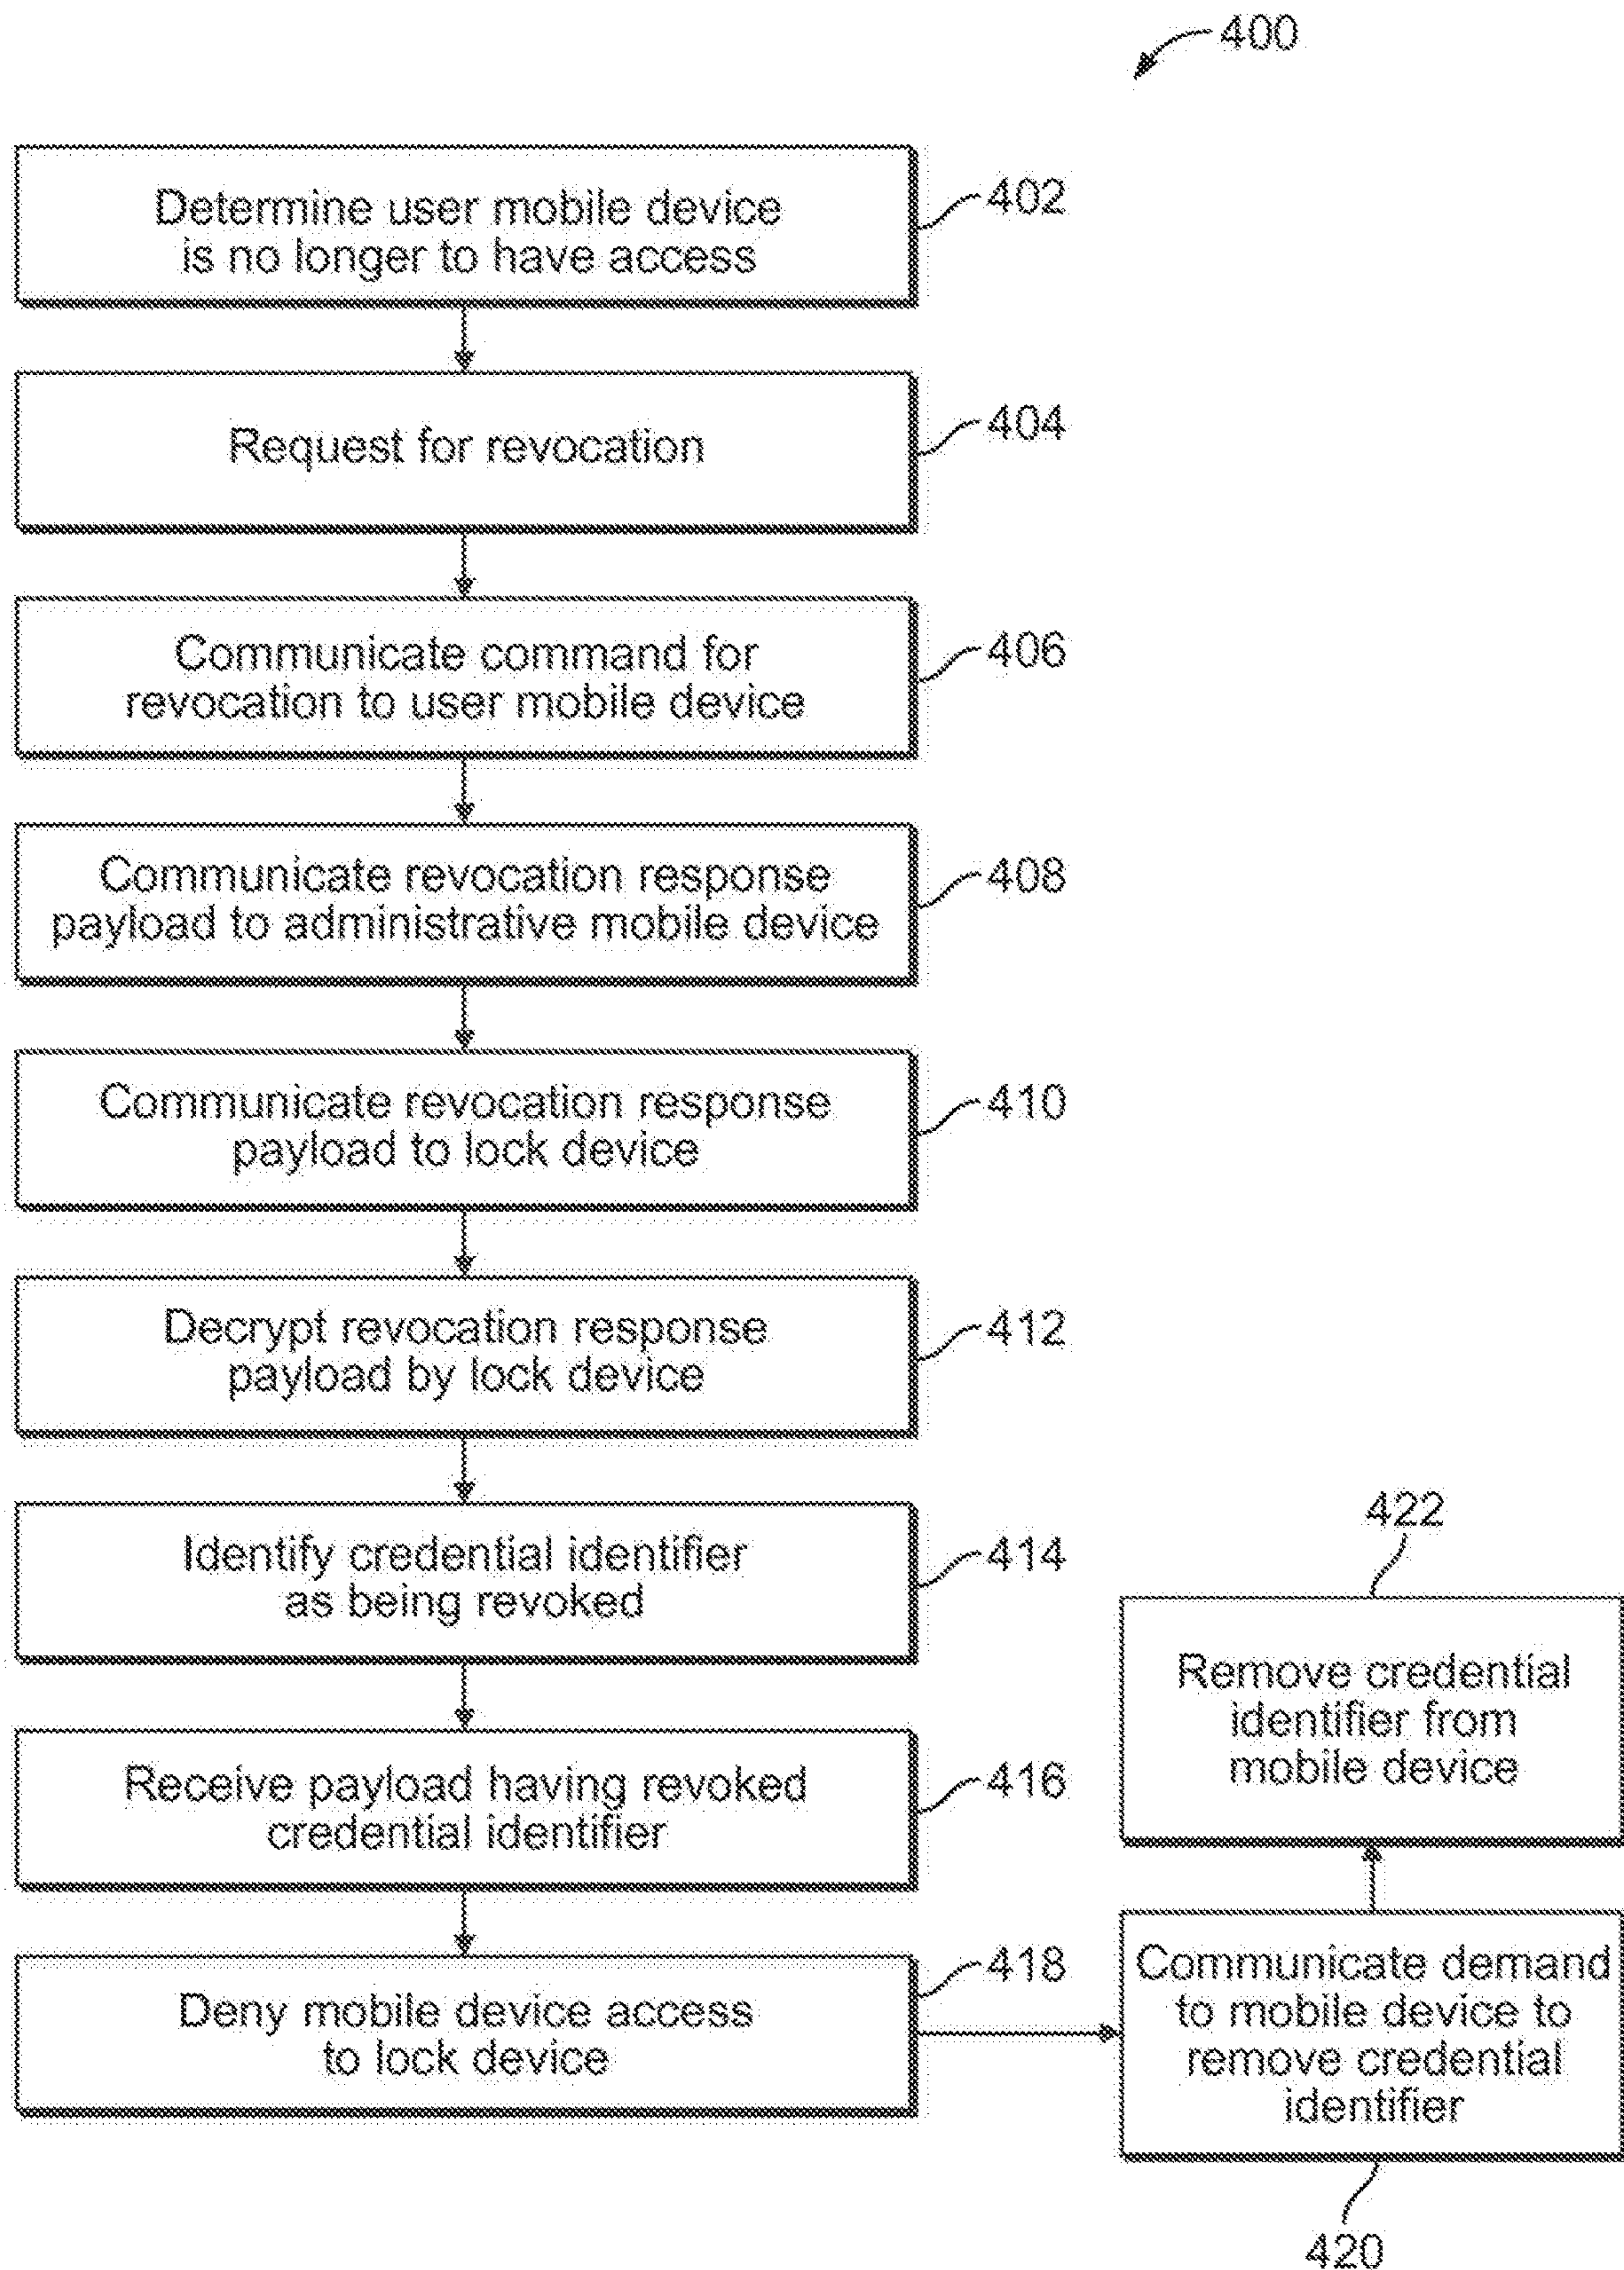 400
Determine user mobile device
is no longer to have access
402
Request for revocation
404
Communicate command for
revocation to user mobile device
406
Communicate revocation response
payload to administrative mobile device
408
Communicate revocation response
payload to lock device
410
Decrypt revocation response
payload by lock device
412
Identify credential identifier
as being revoked
414
Receive payload having revoked
credential identifier
416
Deny mobile device access
to lock device
418
Communicate demand
to mobile device to
remove credential
identifier
420
Remove credential
identifier from
mobile device
422